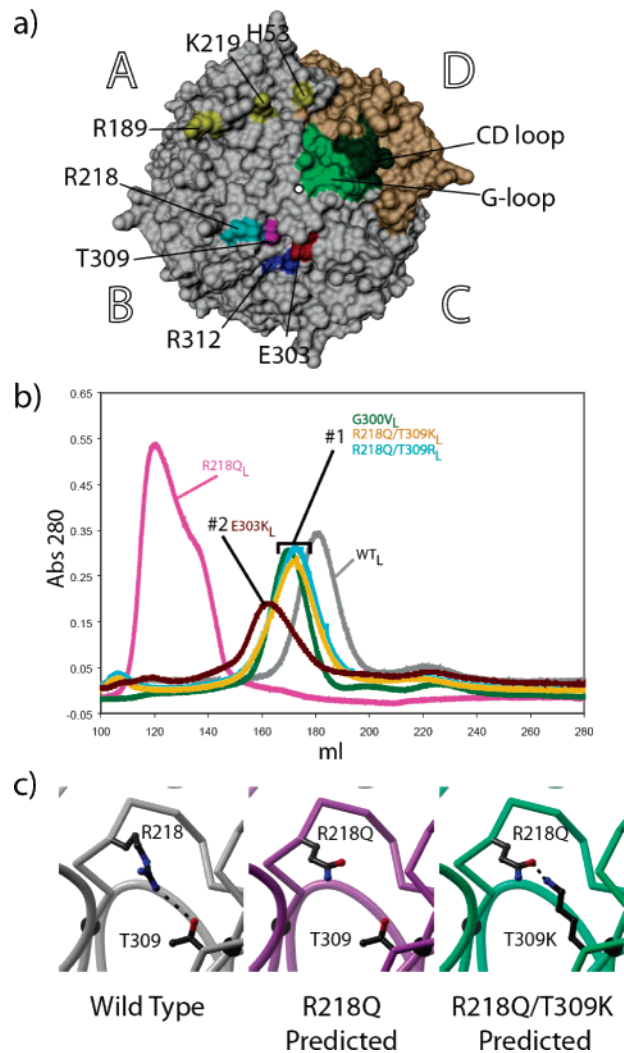 a)
H53
K219
A
D
R189
CD loop
R218
G-loop
T309
B
C
R312
E303
b)
0.65
0.55
0.45
0.35
0.25
0.15
0.05
-0.05
Abs 280
G300VL
#1 R218Q/T309KL
R218QL
R218Q/T309RL
#2 E303KL
WTL
100 120 140 160 180 200 220 240 260 280
ml
c)
R218
R218Q
R218Q
T309
T309
T309K
Wild Type
R218Q
Predicted
R218Q/T309K
Predicted